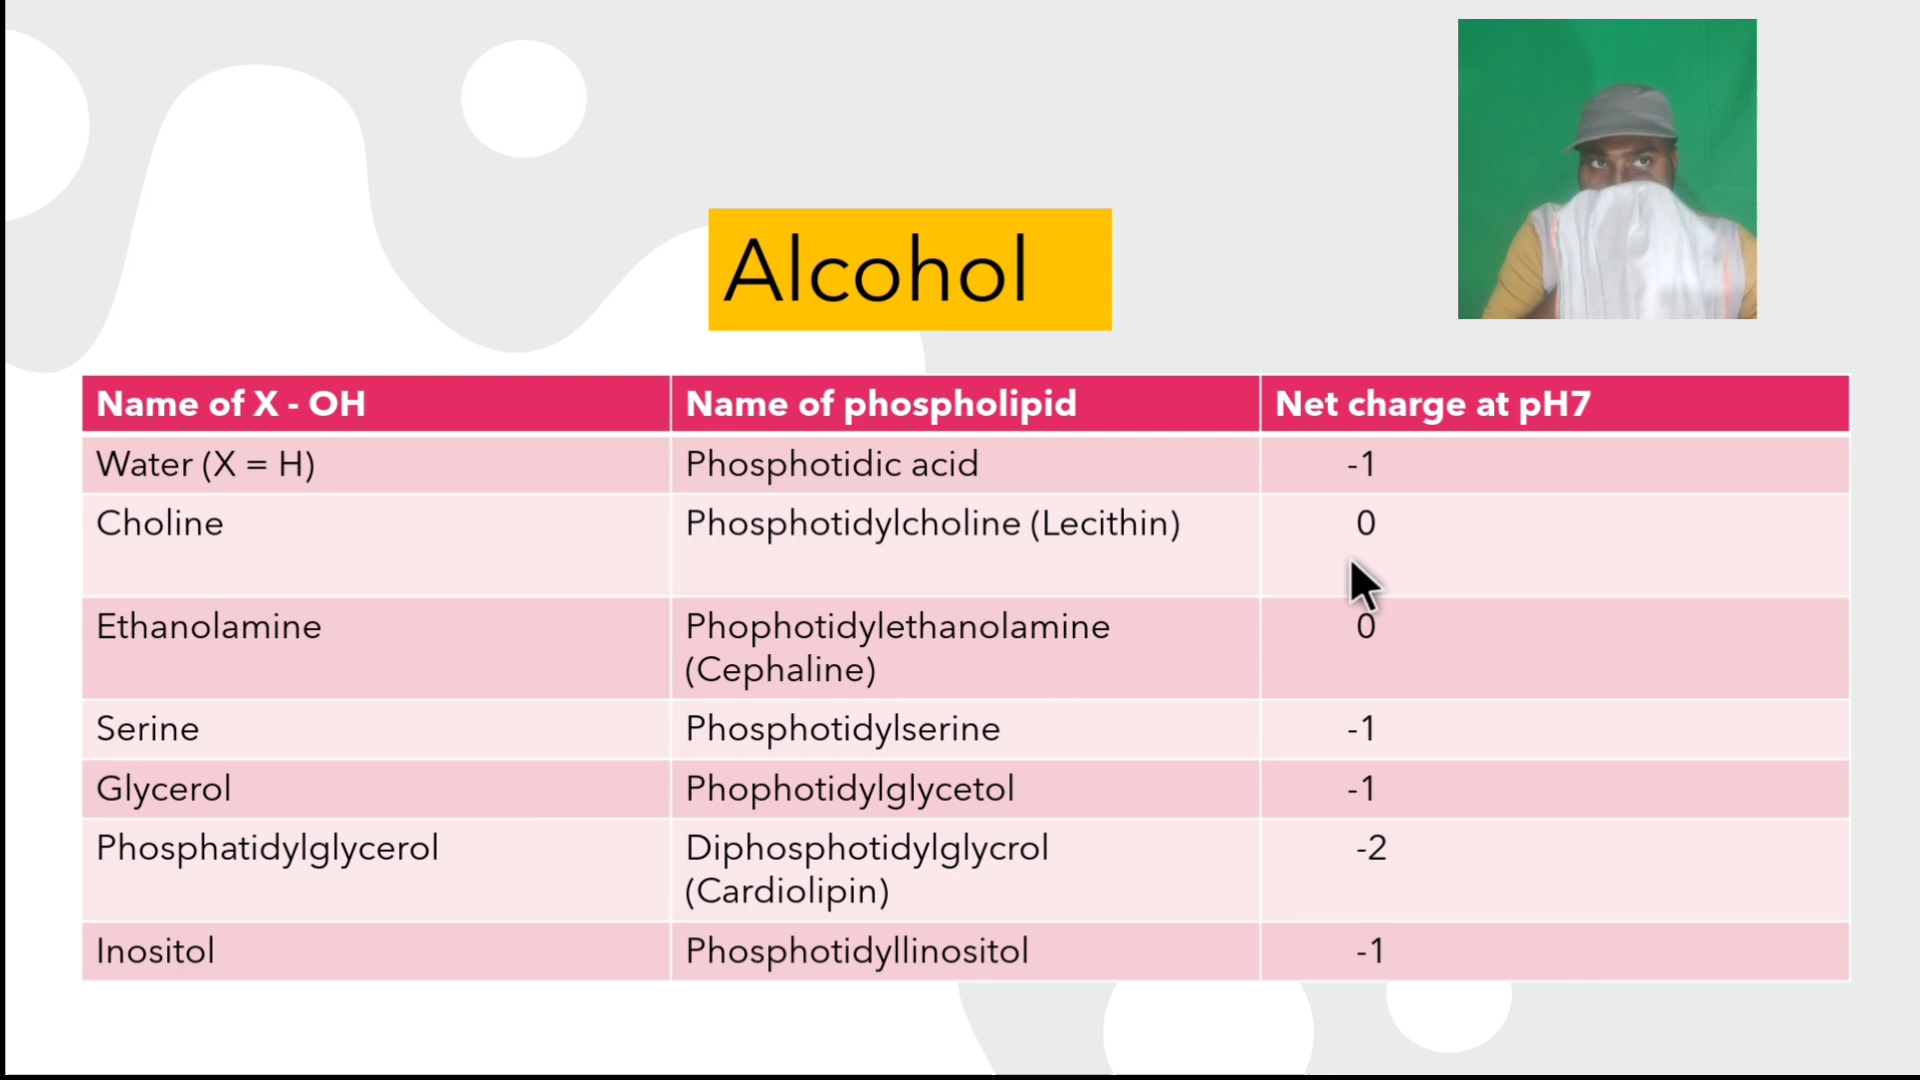 Alcohol
Name of X - OH Name of phospholipid Net charge at pH7
Water (X = H) Phosphotidic acid -1
Choline Phosphotidylcholine (Lecithin) 0
Ethanolamine Phophotidylethanolamine 0
(Cephaline)
Serine Phosphotidylserine -1
Glycerol Phophotidylglycetol -1
Phosphatidylglycerol Diphosphotidylglycrol -2
(Cardiolipin)
Inositol Phosphotidyllinositol -1